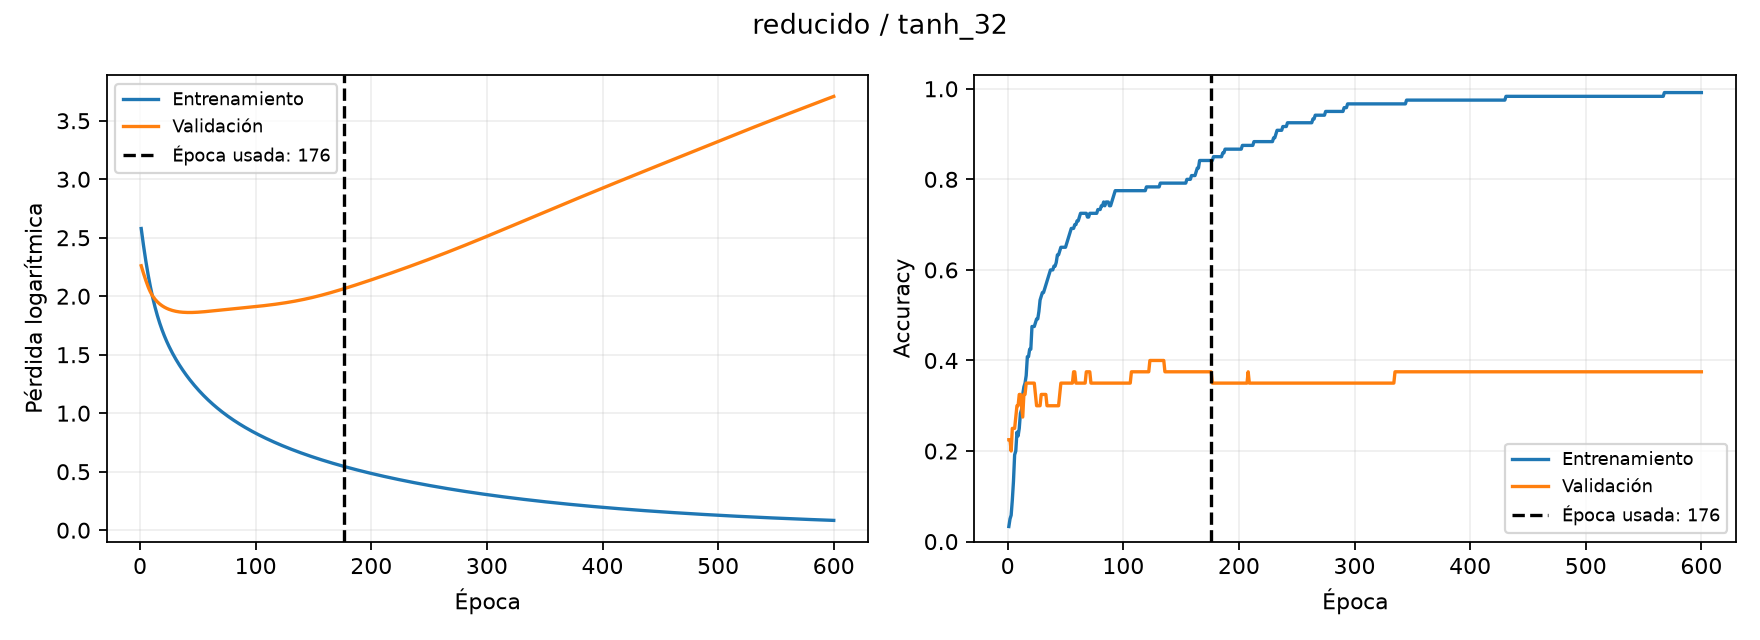 reducido / tanh_32
Pérdida logarítmica
3.5
3.0
2.5
2.0
1.5
1.0
0.5
0.0
Entrenamiento
Validación
Época usada: 176
0 100 200 300 400 500 600
Época
Accuracy
1.0
0.8
0.6
0.4
0.2
0.0
Entrenamiento
Validación
Época usada: 176
0 100 200 300 400 500 600
Época